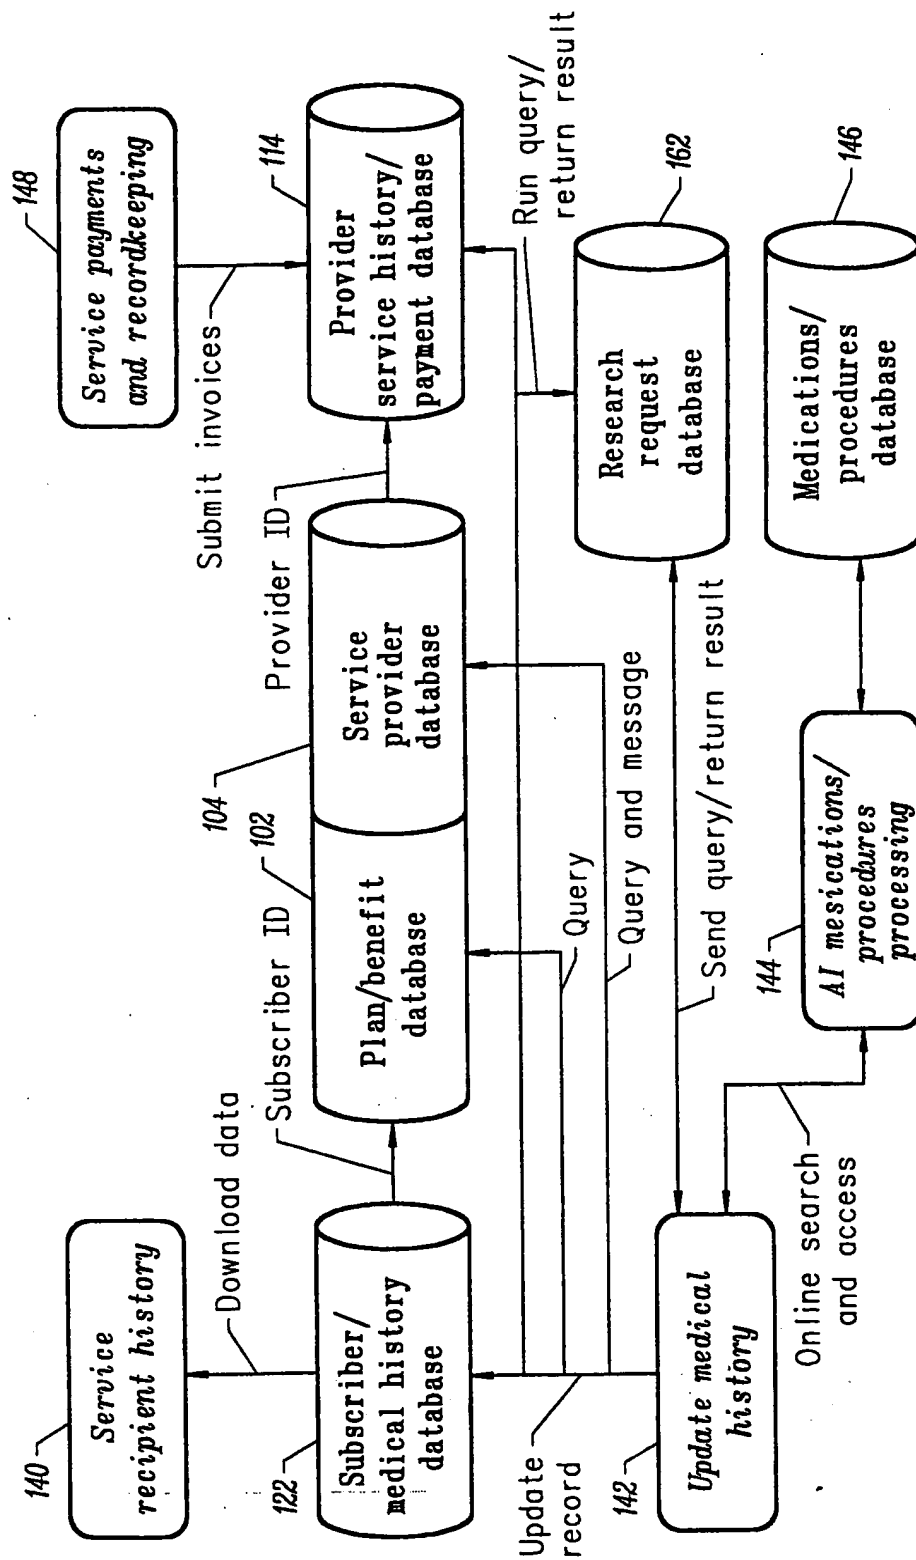 140
Service
recipient history
Download data
122
Subscriber/
medical history
database
Subscriber ID
104
102
Plan/benefit
database
Service
provider
database
Provider ID
148
Service payments
and recordkeeping
Submit invoices
114
Provider
service history/
payment database
Run query/
return result
Update
record
Query
Query and message
Send query/return result
162
Research
request
database
142
Update medical
history
Online search
and access
144
AI mesications/
procedures
processing
146
Medications/
procedures
database